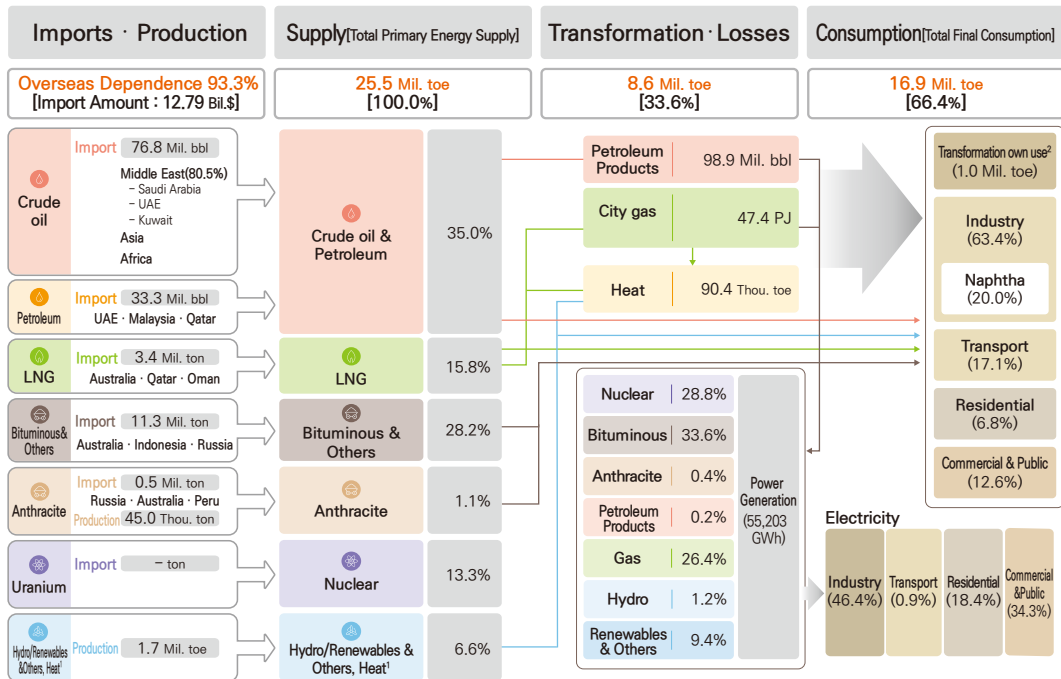 Imports · Production
Supply[Total Primary Energy Supply]
Transformation · Losses
Consumption[Total Final Consumption]
Overseas Dependence 93.3%
[Import Amount : 12.79 Bil.$]
25.5 Mil. toe
[100.0%]
8.6 Mil. toe
[33.6%]
16.9 Mil. toe
[66.4%]
Crude
oil
Import 76.8 Mil. bbl
Middle East(80.5%)
– Saudi Arabia
– UAE
– Kuwait
Asia
Africa
Petroleum
Import 33.3 Mil. bbl
UAE · Malaysia · Qatar
LNG
Import 3.4 Mil. ton
Australia · Qatar · Oman
Bituminous&
Others
Import 11.3 Mil. ton
Australia · Indonesia · Russia
Anthracite
Import 0.5 Mil. ton
Russia · Australia · Peru
Production 45.0 Thou. ton
Uranium
Import – ton
Hydro/Renewables
&Others, Heat¹
Production 1.7 Mil. toe
Crude oil &
Petroleum
35.0%
LNG
15.8%
Bituminous &
Others
28.2%
Anthracite
1.1%
Nuclear
13.3%
Hydro/Renewables &
Others, Heat¹
6.6%
Petroleum
Products
98.9 Mil. bbl
City gas
47.4 PJ
Heat
90.4 Thou. toe
Nuclear 28.8%
Bituminous 33.6%
Anthracite 0.4%
Petroleum
Products
0.2%
Gas 26.4%
Hydro 1.2%
Renewables
& Others
9.4%
Power
Generation
(55,203
GWh)
Transformation own use²
(1.0 Mil. toe)
Industry
(63.4%)
Naphtha
(20.0%)
Transport
(17.1%)
Residential
(6.8%)
Commercial & Public
(12.6%)
Electricity
Industry
(46.4%)
Transport
(0.9%)
Residential
(18.4%)
Commercial
&Public
(34.3%)